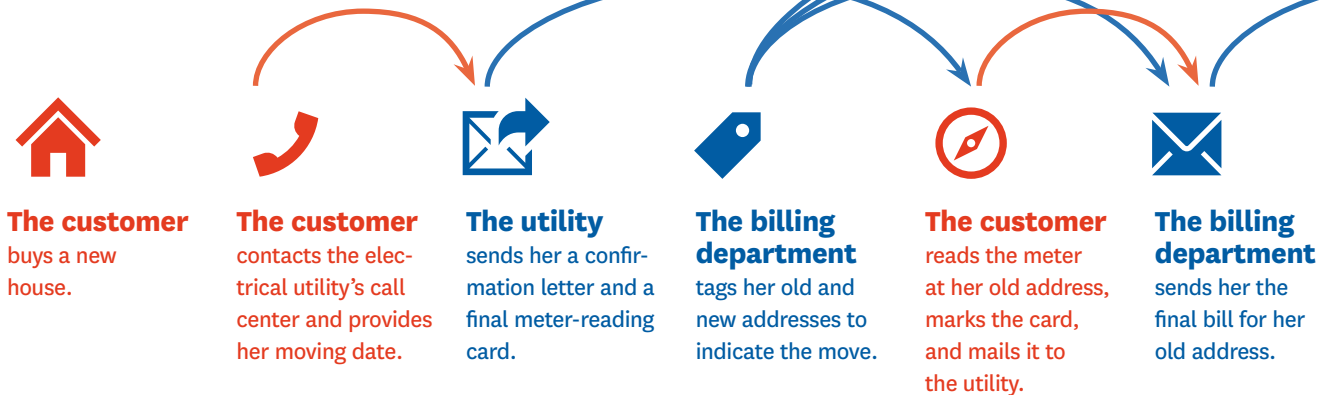 The customer
buys a new
house.
The customer
contacts the elec-
trical utility’s call
center and provides
her moving date.
The utility
sends her a confir-
mation letter and a
final meter-reading
card.
The billing
department
tags her old and
new addresses to
indicate the move.
The customer
reads the meter
at her old address,
marks the card,
and mails it to
the utility.
The billing
department
sends her the
final bill for her
old address.